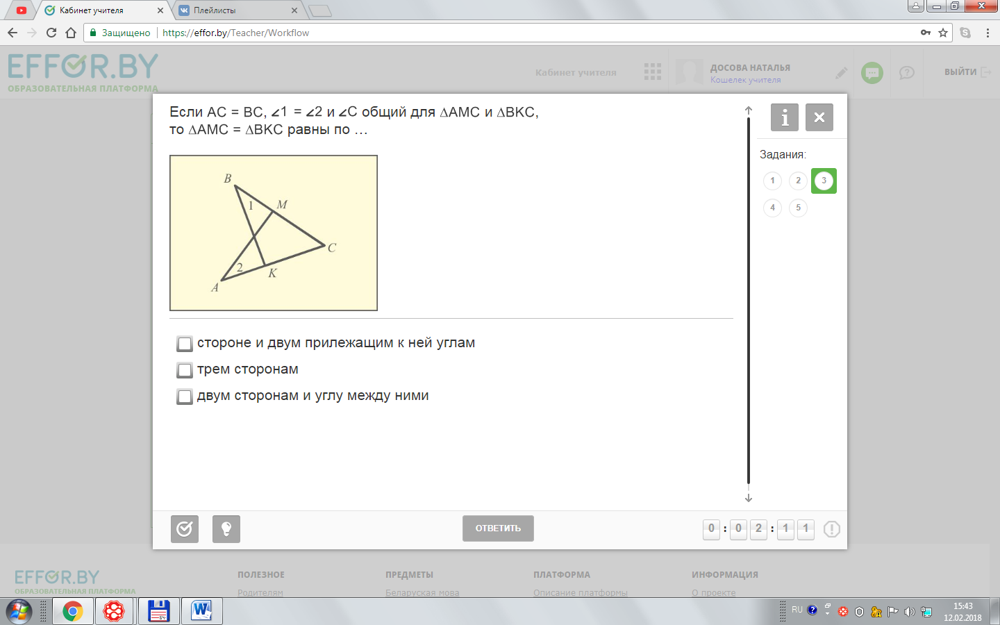 Кабинет учителя
Плейлисты
Защищено https://effor.by/Teacher/Workflow
EFFOR.BY
ОБРАЗОВАТЕЛЬНАЯ ПЛАТФОРМА
Кабинет учителя
ДОСОВА НАТАЛЬЯ
Кошелек учителя
ВЫЙТИ
Если AC = BC, ∠1 = ∠2 и ∠C общий для ∆AMC и ∆BKC,
то ∆AMC = ∆BKC равны по ...
B
1
M
C
2
K
A
стороне и двум прилежащим к ней углам
трем сторонам
двум сторонам и углу между ними
Задания:
1 2 3
4 5
ОТВЕТИТЬ
0 : 0 2 : 1 1
EFFOR.BY
ОБРАЗОВАТЕЛЬНАЯ ПЛАТФОРМА
ПОЛЕЗНОЕ ПРЕДМЕТЫ ПЛАТФОРМА ИНФОРМАЦИЯ
Родителям Беларуская мова Описание платформы О проекте
RU
15:43
12.02.2018